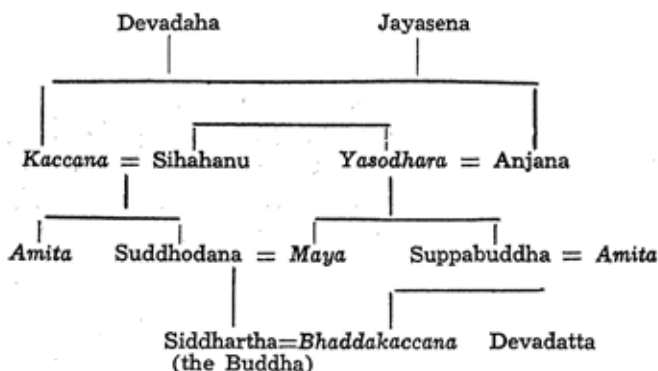 Devadaha Jayasena
Kaccana = Sihahanu Yasodhara = Anjana
Amita Suddhodana = Maya Suppabuddha = Amita
Siddhartha=Bhaddakaccana Devadatta
(the Buddha)